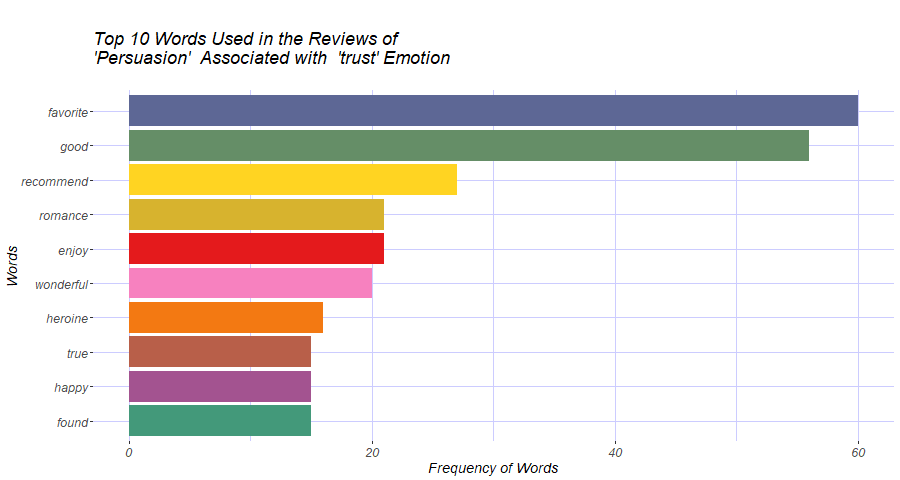 Top 10 Words Used in the Reviews of
'Persuasion'  Associated with  'trust' Emotion
favorite
good
recommend
romance
enjoy
wonderful
heroine
true
happy
found
Words
0 20 40 60
Frequency of Words